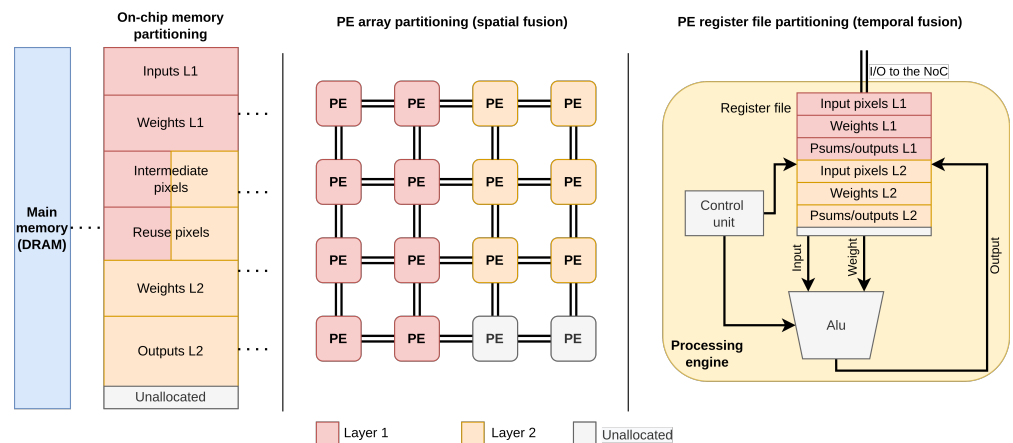 On-chip memory
partitioning
PE array partitioning (spatial fusion)
PE register file partitioning (temporal fusion)
Main
memory
(DRAM)
Inputs L1
Weights L1
Intermediate
pixels
Reuse pixels
Weights L2
Outputs L2
Unallocated
PE PE PE PE
PE PE PE PE
PE PE PE PE
PE PE PE PE
I/O to the NoC
Register file
Input pixels L1
Weights L1
Psums/outputs L1
Input pixels L2
Weights L2
Psums/outputs L2
Control
unit
Input
Weight
Output
Alu
Processing
engine
Layer 1
Layer 2
Unallocated